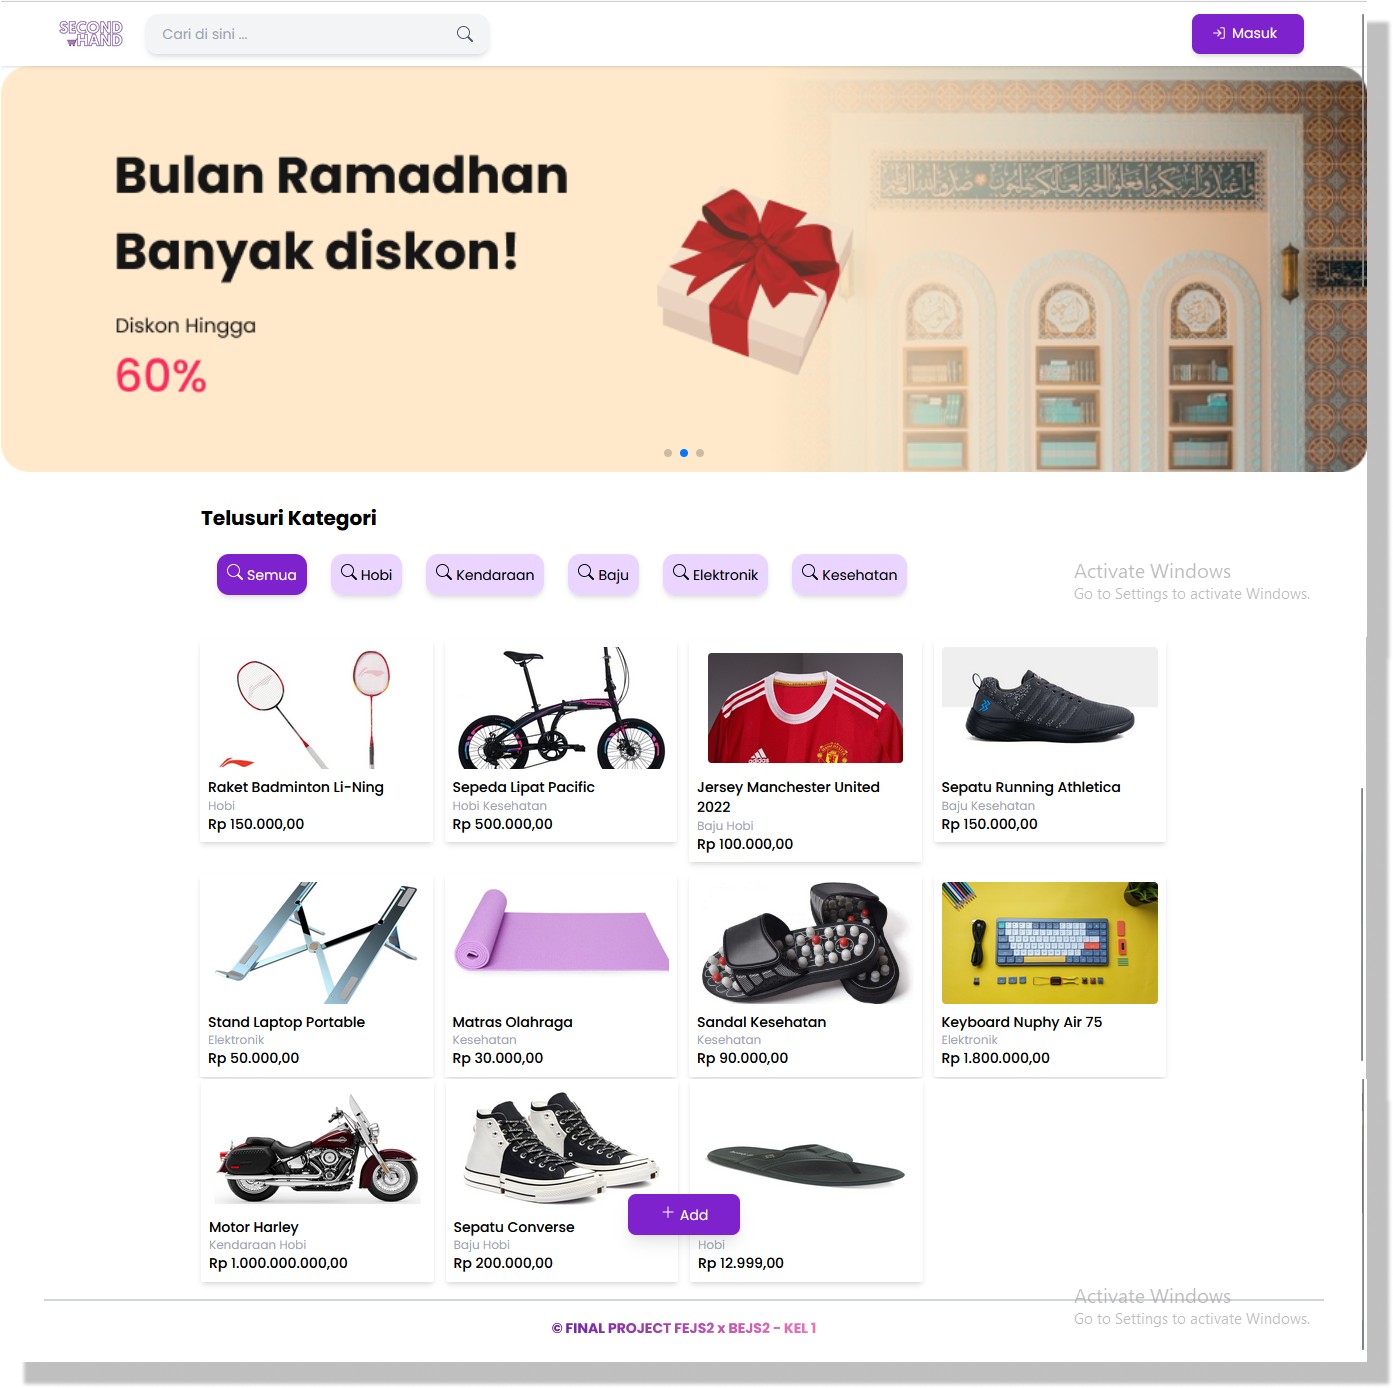 SECOND
HAND
Cari di sini ...
Masuk
Bulan Ramadhan
Banyak diskon!
Diskon Hingga
60%
Telusuri Kategori
Semua
Hobi
Kendaraan
Baju
Elektronik
Kesehatan
Activate Windows
Go to Settings to activate Windows.
adidas
Raket Badminton Li-Ning
Hobi
Rp 150.000,00
Sepeda Lipat Pacific
Hobi Kesehatan
Rp 500.000,00
Jersey Manchester United
2022
Baju Hobi
Rp 100.000,00
Sepatu Running Athletica
Baju Kesehatan
Rp 150.000,00
Stand Laptop Portable
Elektronik
Rp 50.000,00
Matras Olahraga
Kesehatan
Rp 30.000,00
Sandal Kesehatan
Kesehatan
Rp 90.000,00
Keyboard Nuphy Air 75
Elektronik
Rp 1.800.000,00
Motor Harley
Kendaraan Hobi
Rp 1.000.000.000,00
Sepatu Converse
Baju Hobi
Rp 200.000,00
+ Add
Hobi
Rp 12.999,00
Activate Windows
Go to Settings to activate Windows.
© FINAL PROJECT FEJS2 x BEJS2 - KEL 1